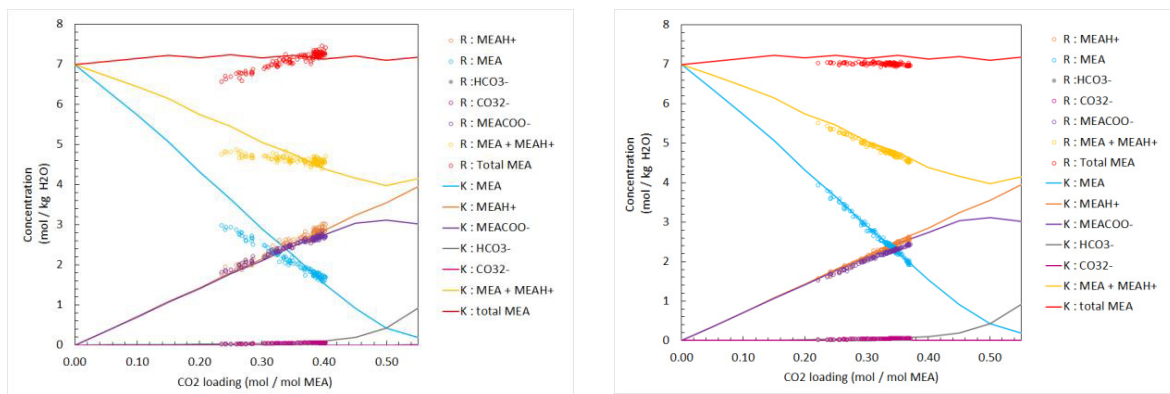 8
7
6
5
4
3
2
1
0
Concentration
(mol / kg H2O)
0.00 0.10 0.20 0.30 0.40 0.50
CO2 loading (mol / mol MEA)
R : MEAH+
R : MEA
R : HCO3-
R : CO32-
R : MEACOO-
R : MEA + MEAH+
R : Total MEA
K : MEA
K : MEAH+
K : MEACOO-
K : HCO3-
K : CO32-
K : MEA + MEAH+
K : total MEA
8
7
6
5
4
3
2
1
0
Concentration
(mol / kg H2O)
0.00 0.10 0.20 0.30 0.40 0.50
CO2 loading (mol / mol MEA)
R : MEAH+
R : MEA
R :HCO3-
R : CO32-
R : MEACOO-
R : MEA + MEAH+
R : Total MEA
K : MEA
K : MEAH+
K : MEACOO-
K : HCO3-
K : CO32-
K : MEA + MEAH+
K : total MEA